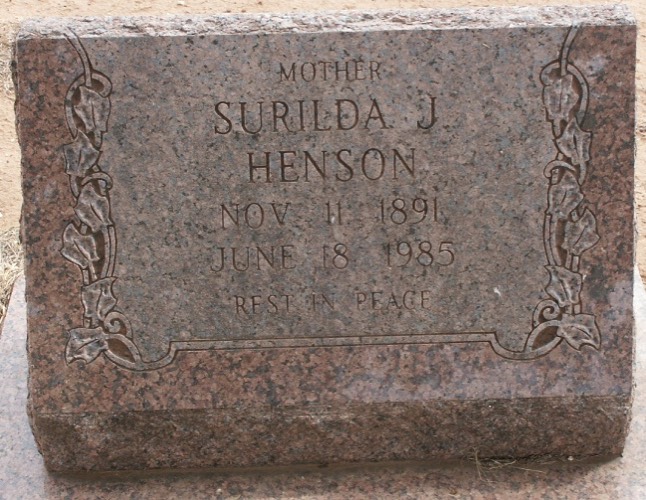 MOTHER
SURILDA J
HENSON
NOV 11 1891
JUNE 18 1985
REST IN PEACE